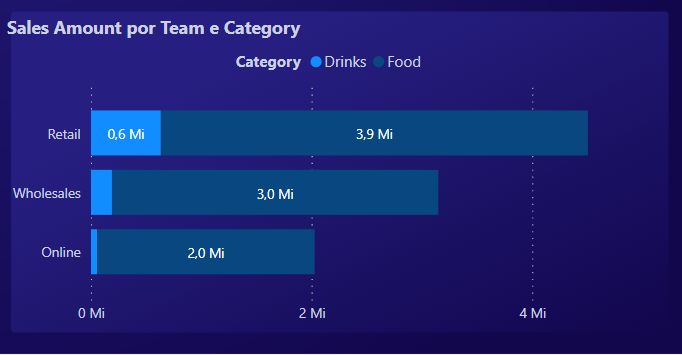 Sales Amount por Team e Category
Category Drinks Food
Retail 0,6 Mi 3,9 Mi
Wholesales 3,0 Mi
Online 2,0 Mi
0 Mi 2 Mi 4 Mi